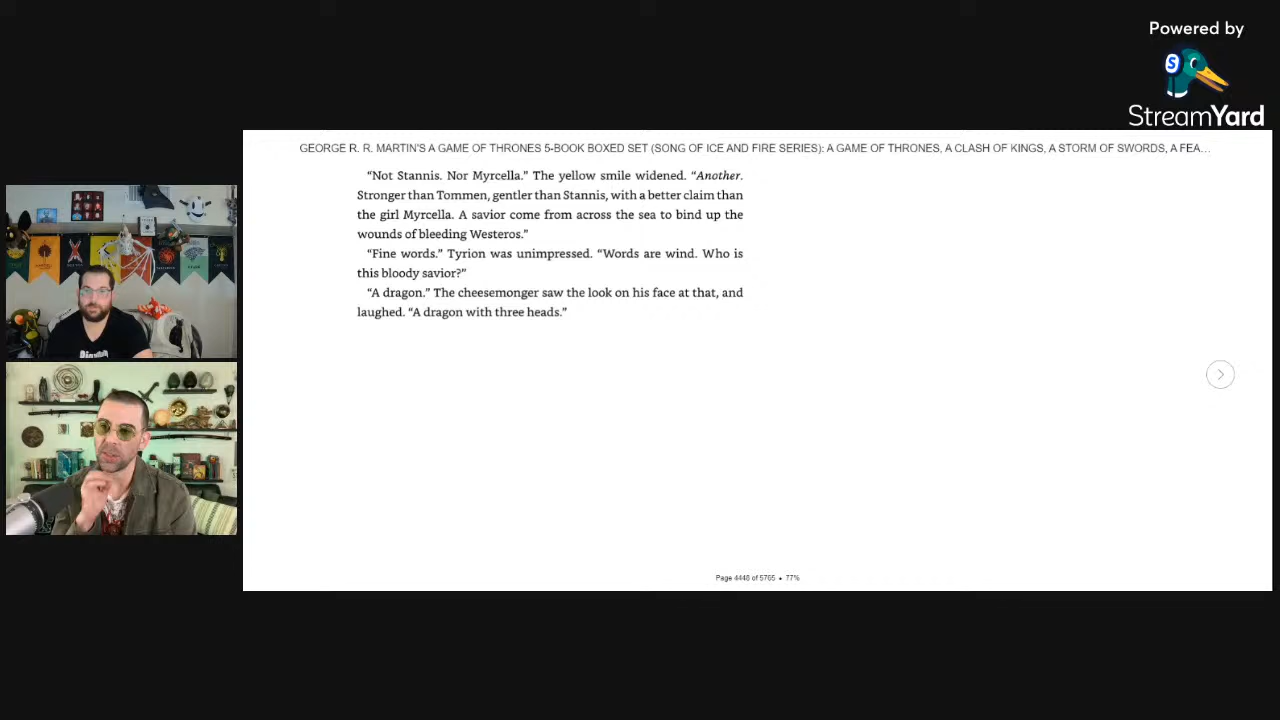 Powered by
S
StreamYard
GEORGE R. R. MARTIN'S A GAME OF THRONES 5-BOOK BOXED SET (SONG OF ICE AND FIRE SERIES): A GAME OF THRONES, A CLASH OF KINGS, A STORM OF SWORDS, A FEA...
“Not Stannis. Nor Myrcella.” The yellow smile widened. “Another.
Stronger than Tommen, gentler than Stannis, with a better claim than
the girl Myrcella. A savior come from across the sea to bind up the
wounds of bleeding Westeros.”
“Fine words.” Tyrion was unimpressed. “Words are wind. Who is
this bloody savior?”
“A dragon.” The cheesemonger saw the look on his face at that, and
laughed. “A dragon with three heads.”
Page 4448 of 5765 • 77%